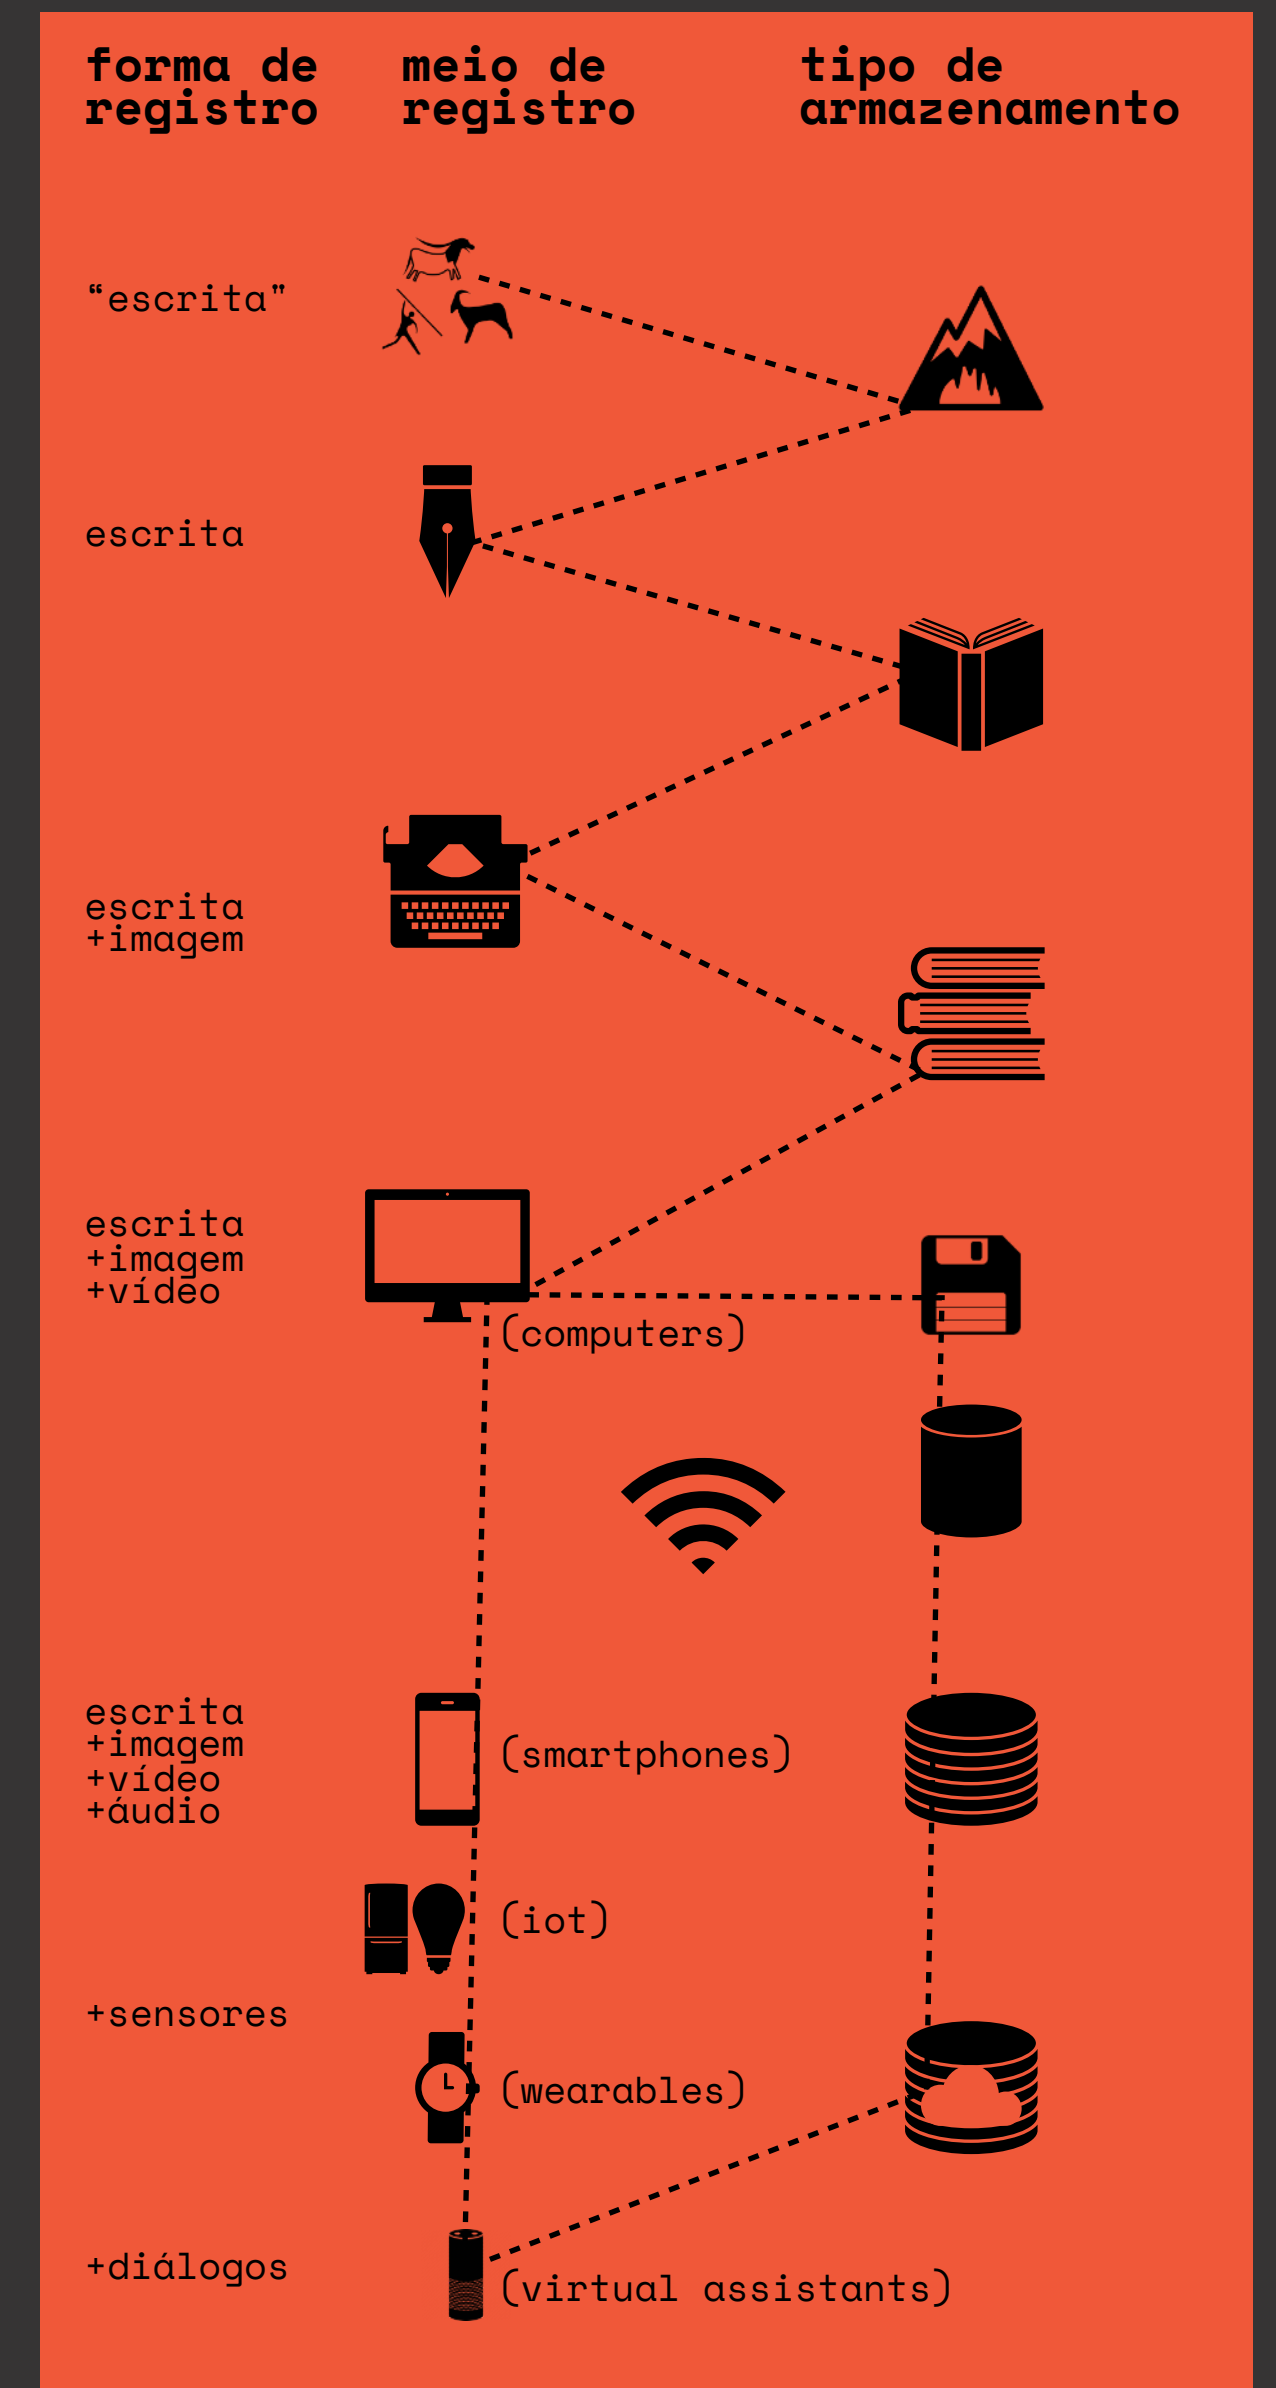 forma de
registro
meio de
registro
tipo de
armazenamento
“escrita"
escrita
escrita
+imagem
escrita
+imagem
+vídeo
(computers)
escrita
+imagem
+vídeo
+áudio
(smartphones)
(iot)
+sensores
(wearables)
+diálogos
(virtual assistants)